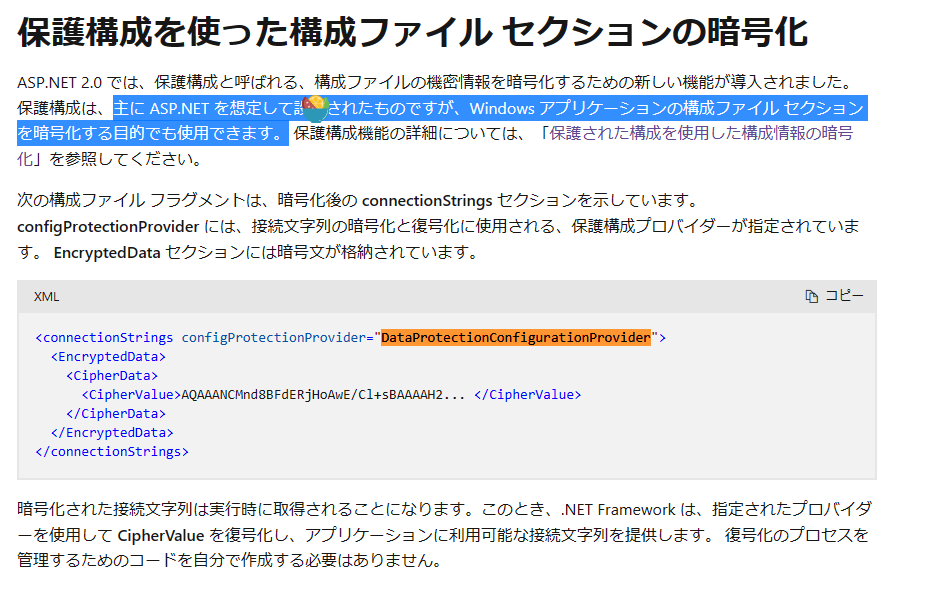 保護構成を使った構成ファイル セクションの暗号化
ASP.NET 2.0 では、保護構成と呼ばれる、構成ファイルの機密情報を暗号化するための新しい機能が導入されました。
保護構成は、主に ASP.NET を想定して されたものですが、Windows アプリケーションの構成ファイル セクション
を暗号化する目的でも使用できます。 保護構成機能の詳細については、「保護された構成を使用した構成情報の暗号
化」を参照してください。
次の構成ファイル フラグメントは、暗号化後の connectionStrings セクションを示しています。
configProtectionProvider には、接続文字列の暗号化と復号化に使用される、保護構成プロバイダーが指定されていま
す。 EncryptedData セクションには暗号文が格納されています。
XML
コピー
<connectionStrings configProtectionProvider="DataProtectionConfigurationProvider">
<EncryptedData>
<CipherData>
<CipherValue>AQAAANCMnd8BFdERjHoAwE/Cl+sBAAAAH2... </CipherValue>
</CipherData>
</EncryptedData>
</connectionStrings>
暗号化された接続文字列は実行時に取得されることになります。このとき、.NET Framework は、指定されたプロバイダ
ーを使用して CipherValue を復号化し、アプリケーションに利用可能な接続文字列を提供します。 復号化のプロセスを
管理するためのコードを自分で作成する必要はありません。